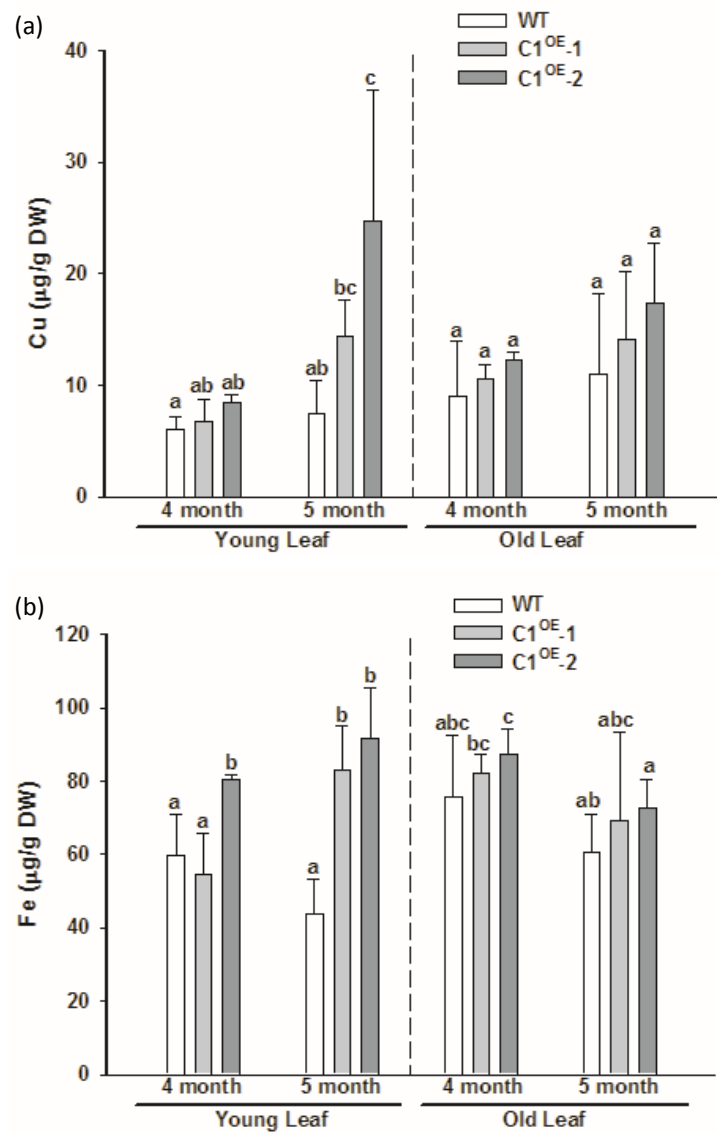 (a)
WT
C1OE-1
C1OE-2
40
30
20
10
0
Cu (µg/g DW)
a ab ab
ab bc c
a a a
a a a
4 month 5 month 4 month 5 month
Young Leaf Old Leaf
(b)
WT
C1OE-1
C1OE-2
120
100
80
60
40
20
0
Fe (µg/g DW)
a a b
a b b
abc bc c
ab abc a
4 month 5 month 4 month 5 month
Young Leaf Old Leaf